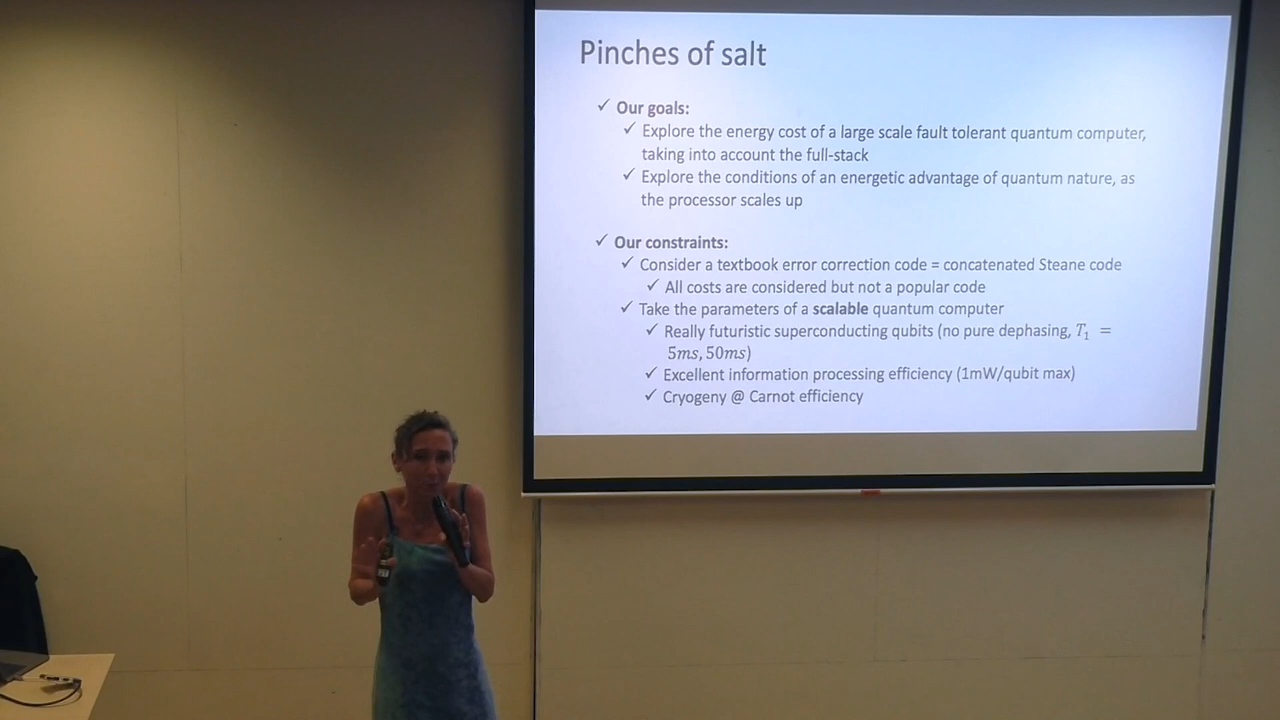 Pinches of salt
✓ Our goals:
✓ Explore the energy cost of a large scale fault tolerant quantum computer,
taking into account the full-stack
✓ Explore the conditions of an energetic advantage of quantum nature, as
the processor scales up
✓ Our constraints:
✓ Consider a textbook error correction code = concatenated Steane code
✓ All costs are considered but not a popular code
✓ Take the parameters of a scalable quantum computer
✓ Really futuristic superconducting qubits (no pure dephasing, T₁ =
5ms, 50ms)
✓ Excellent information processing efficiency (1mW/qubit max)
✓ Cryogeny @ Carnot efficiency